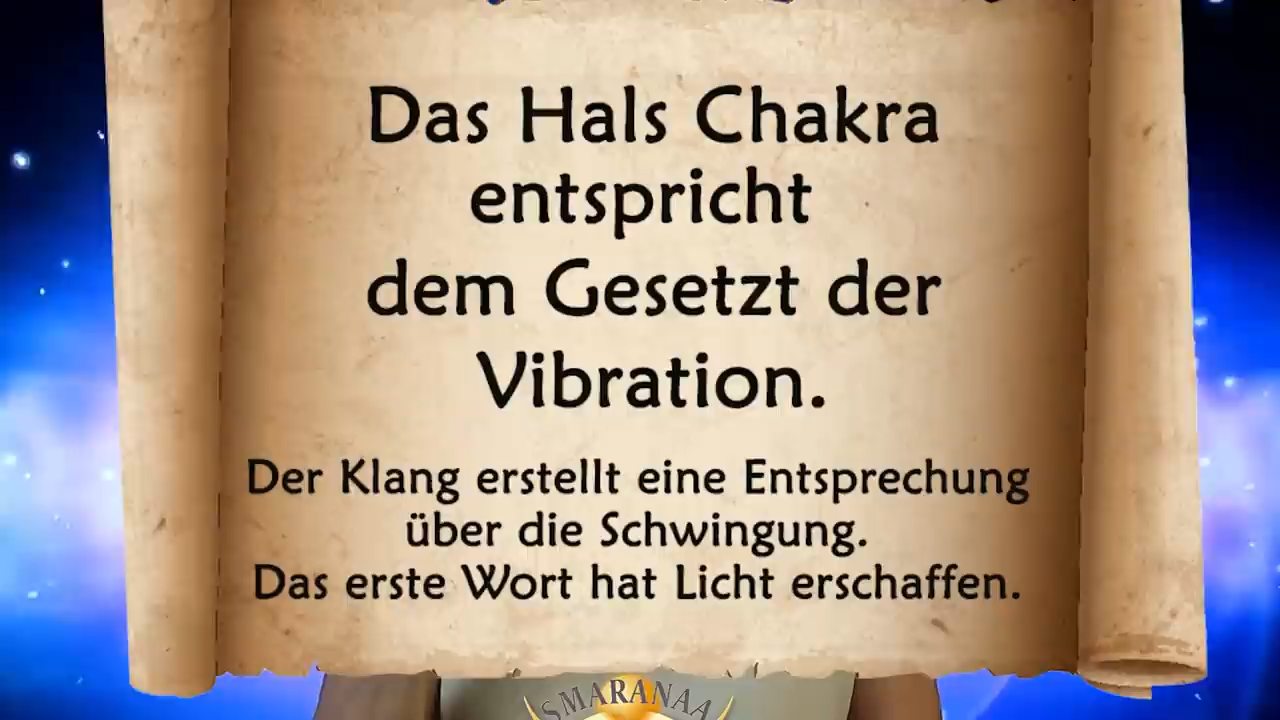 Das Hals Chakra
entspricht
dem Gesetzt der
Vibration.
Der Klang erstellt eine Entsprechung
über die Schwingung.
Das erste Wort hat Licht erschaffen.
SMARANAA